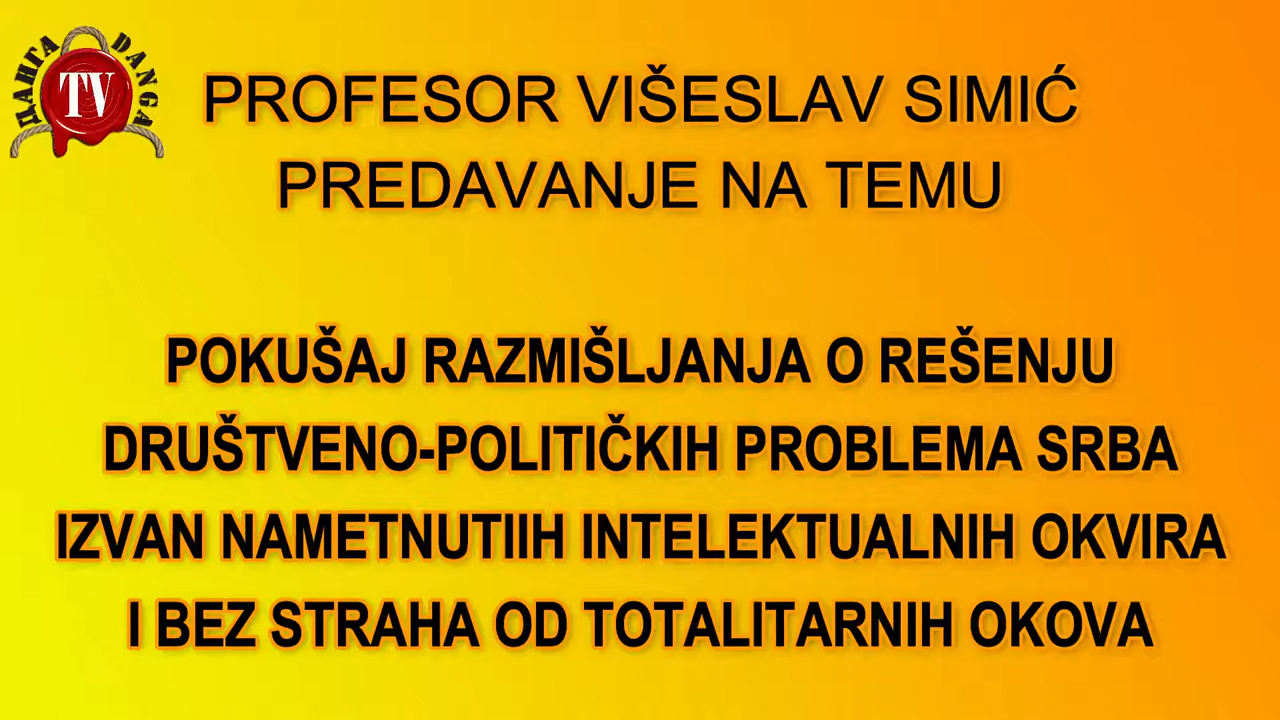 ДАНГА TV DANGA
PROFESOR VIŠESLAV SIMIĆ
PREDAVANJE NA TEMU
POKUŠAJ RAZMIŠLJANJA O REŠENJU
DRUŠTVENO-POLITIČKIH PROBLEMA SRBA
IZVAN NAMETNUTIIH INTELEKTUALNIH OKVIRA
I BEZ STRAHA OD TOTALITARNIH OKOVA